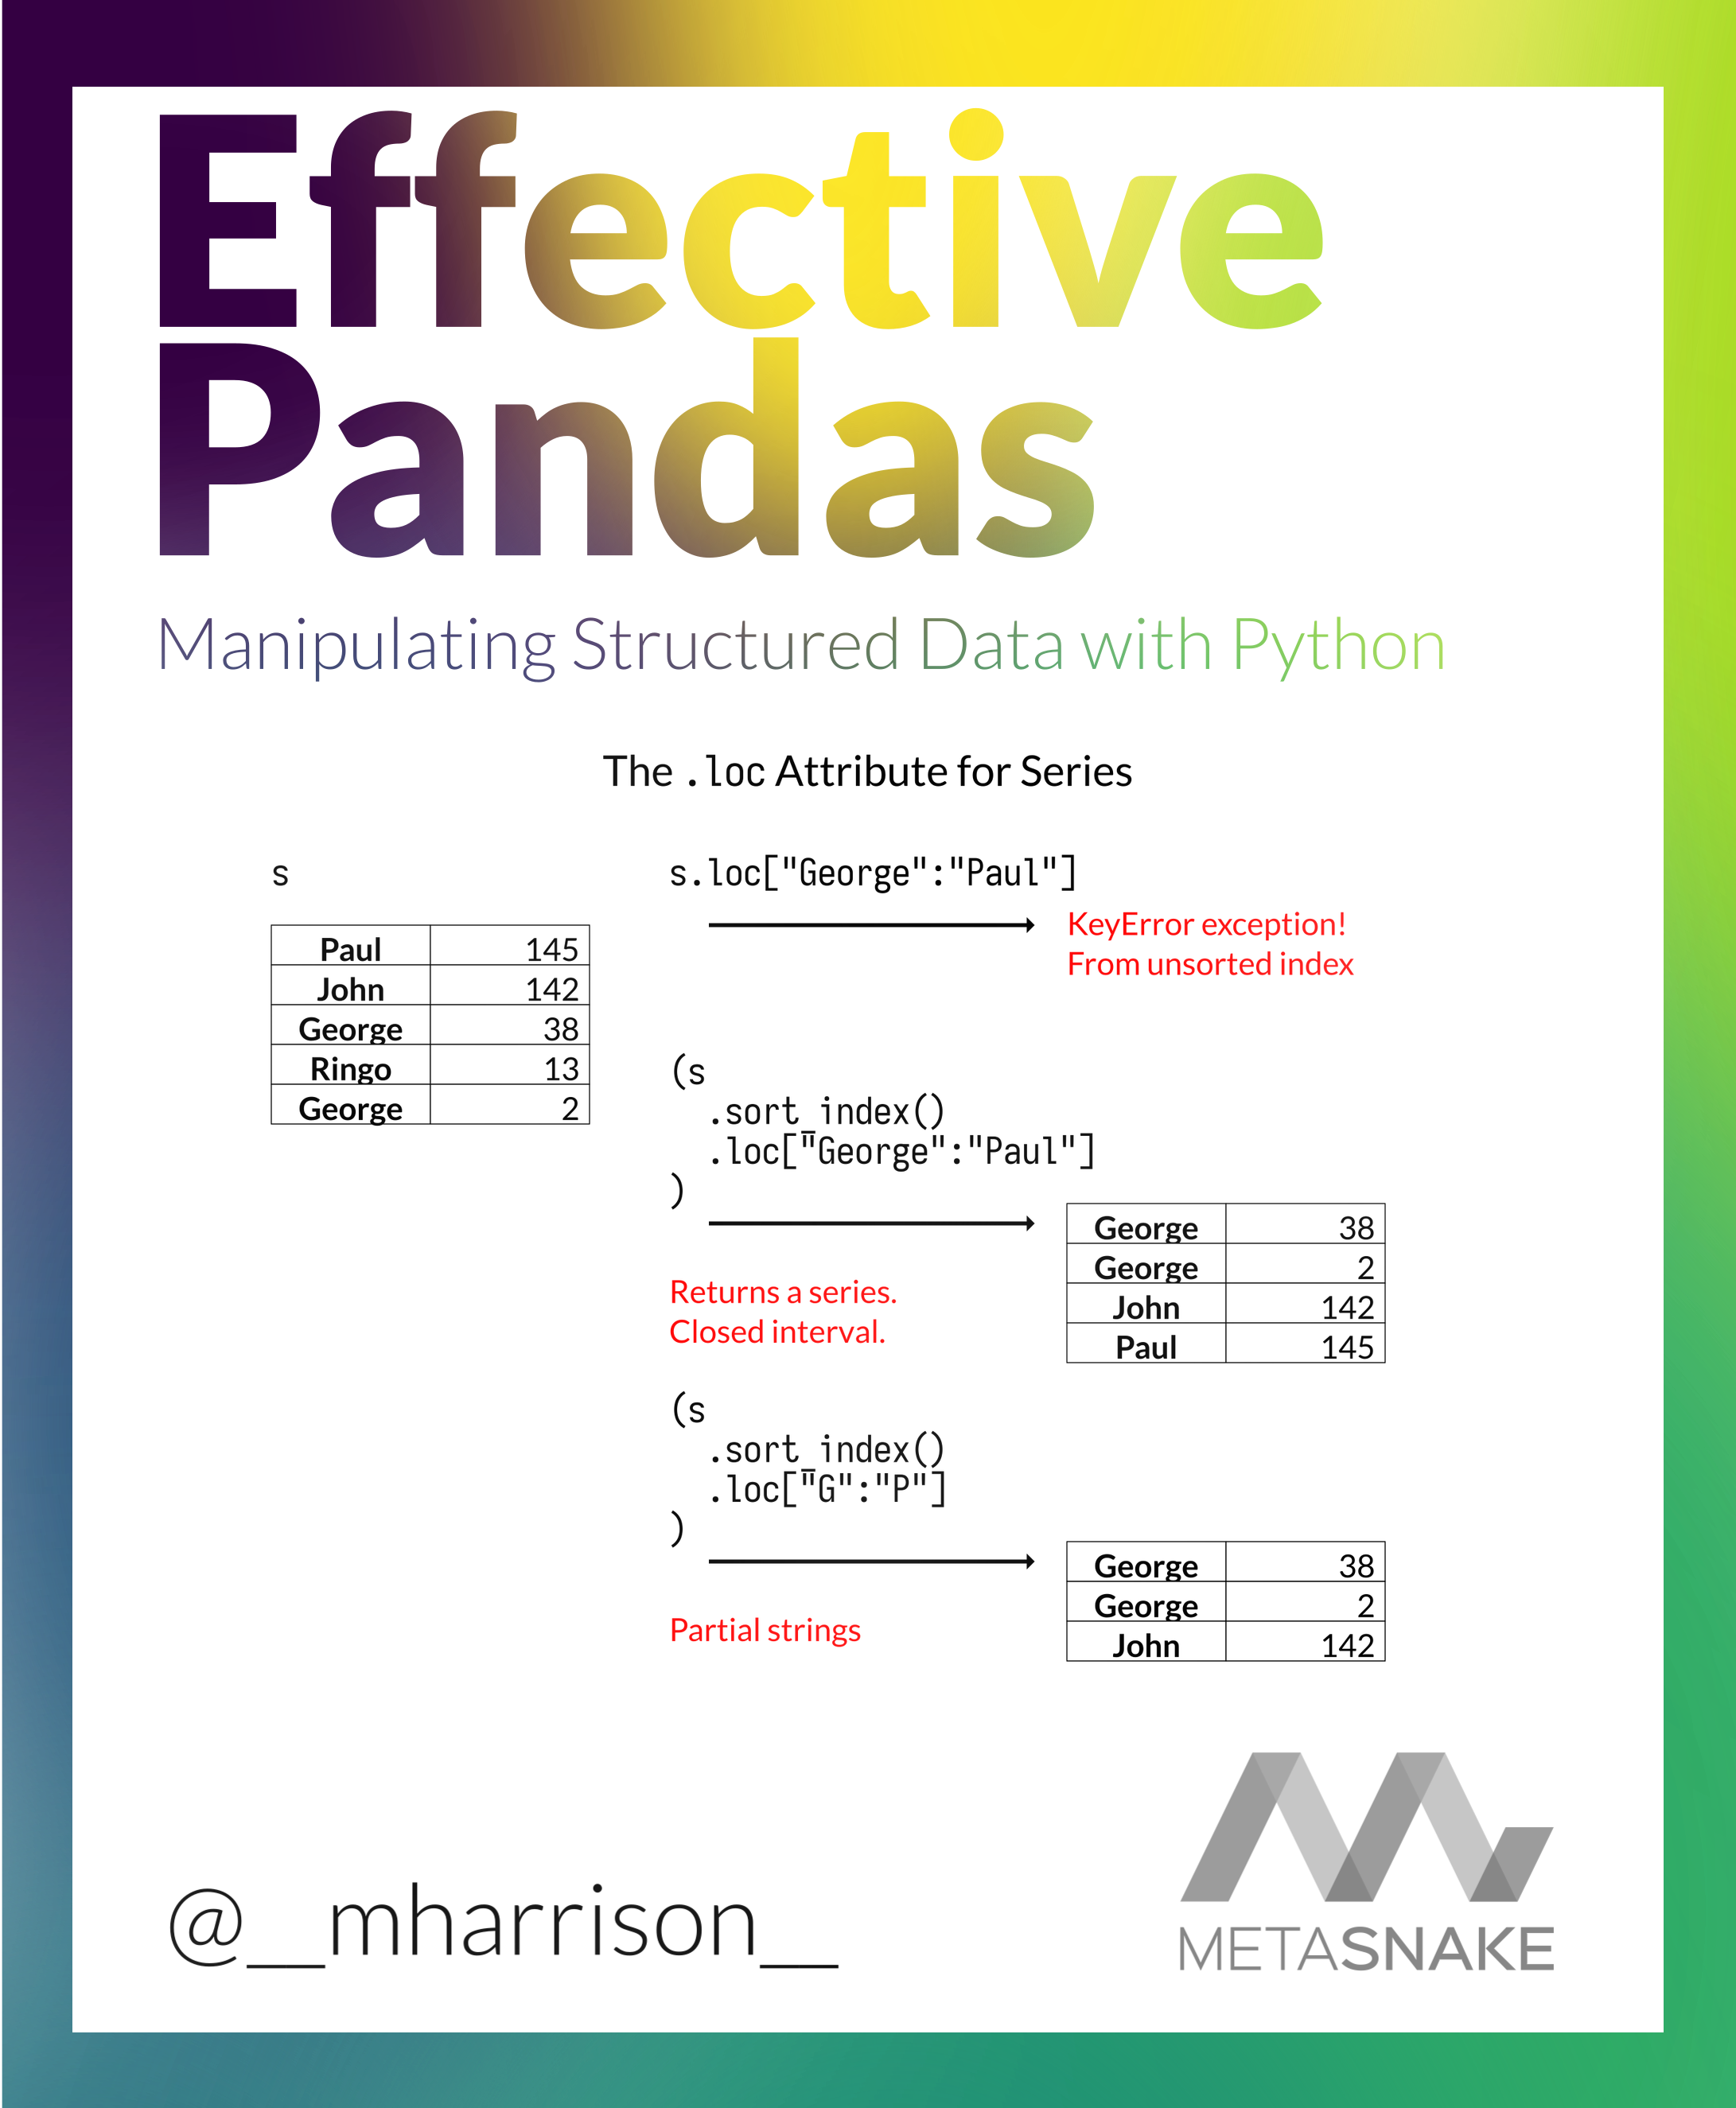 Effective
Pandas
Manipulating Structured Data with Python
The .loc Attribute for Series
s
Paul 145
John 142
George 38
Ringo 13
George 2
s.loc["George":"Paul"]
KeyError exception!
From unsorted index
(s
.sort_index()
.loc["George":"Paul"]
)
George 38
George 2
John 142
Paul 145
Returns a series.
Closed interval.
(s
.sort_index()
.loc["G":"P"]
)
George 38
George 2
John 142
Partial strings
@__mharrison__
METASNAKE